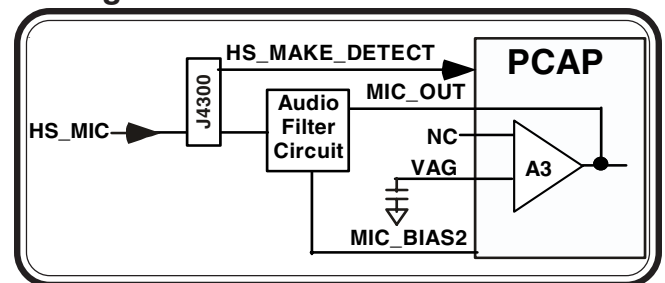 HS_MAKE_DETECT
PCAP
J4300
MIC_OUT
Audio
Filter
Circuit
HS_MIC
NC
A3
VAG
MIC_BIAS2